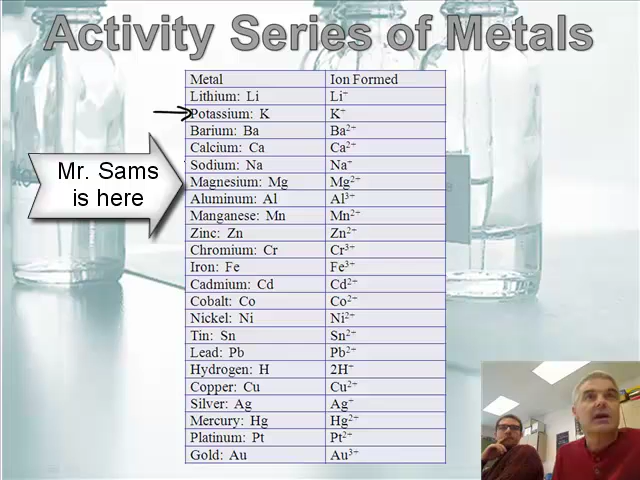 Activity Series of Metals
Metal Ion Formed
Lithium: Li Li⁺
Potassium: K K⁺
Barium: Ba Ba²⁺
Calcium: Ca Ca²⁺
Sodium: Na Na⁺
Magnesium: Mg Mg²⁺
Aluminum: Al Al³⁺
Manganese: Mn Mn²⁺
Zinc: Zn Zn²⁺
Chromium: Cr Cr³⁺
Iron: Fe Fe³⁺
Cadmium: Cd Cd²⁺
Cobalt: Co Co²⁺
Nickel: Ni Ni²⁺
Tin: Sn Sn²⁺
Lead: Pb Pb²⁺
Hydrogen: H 2H⁺
Copper: Cu Cu²⁺
Silver: Ag Ag⁺
Mercury: Hg Hg²⁺
Platinum: Pt Pt²⁺
Gold: Au Au³⁺
Mr. Sams
is here